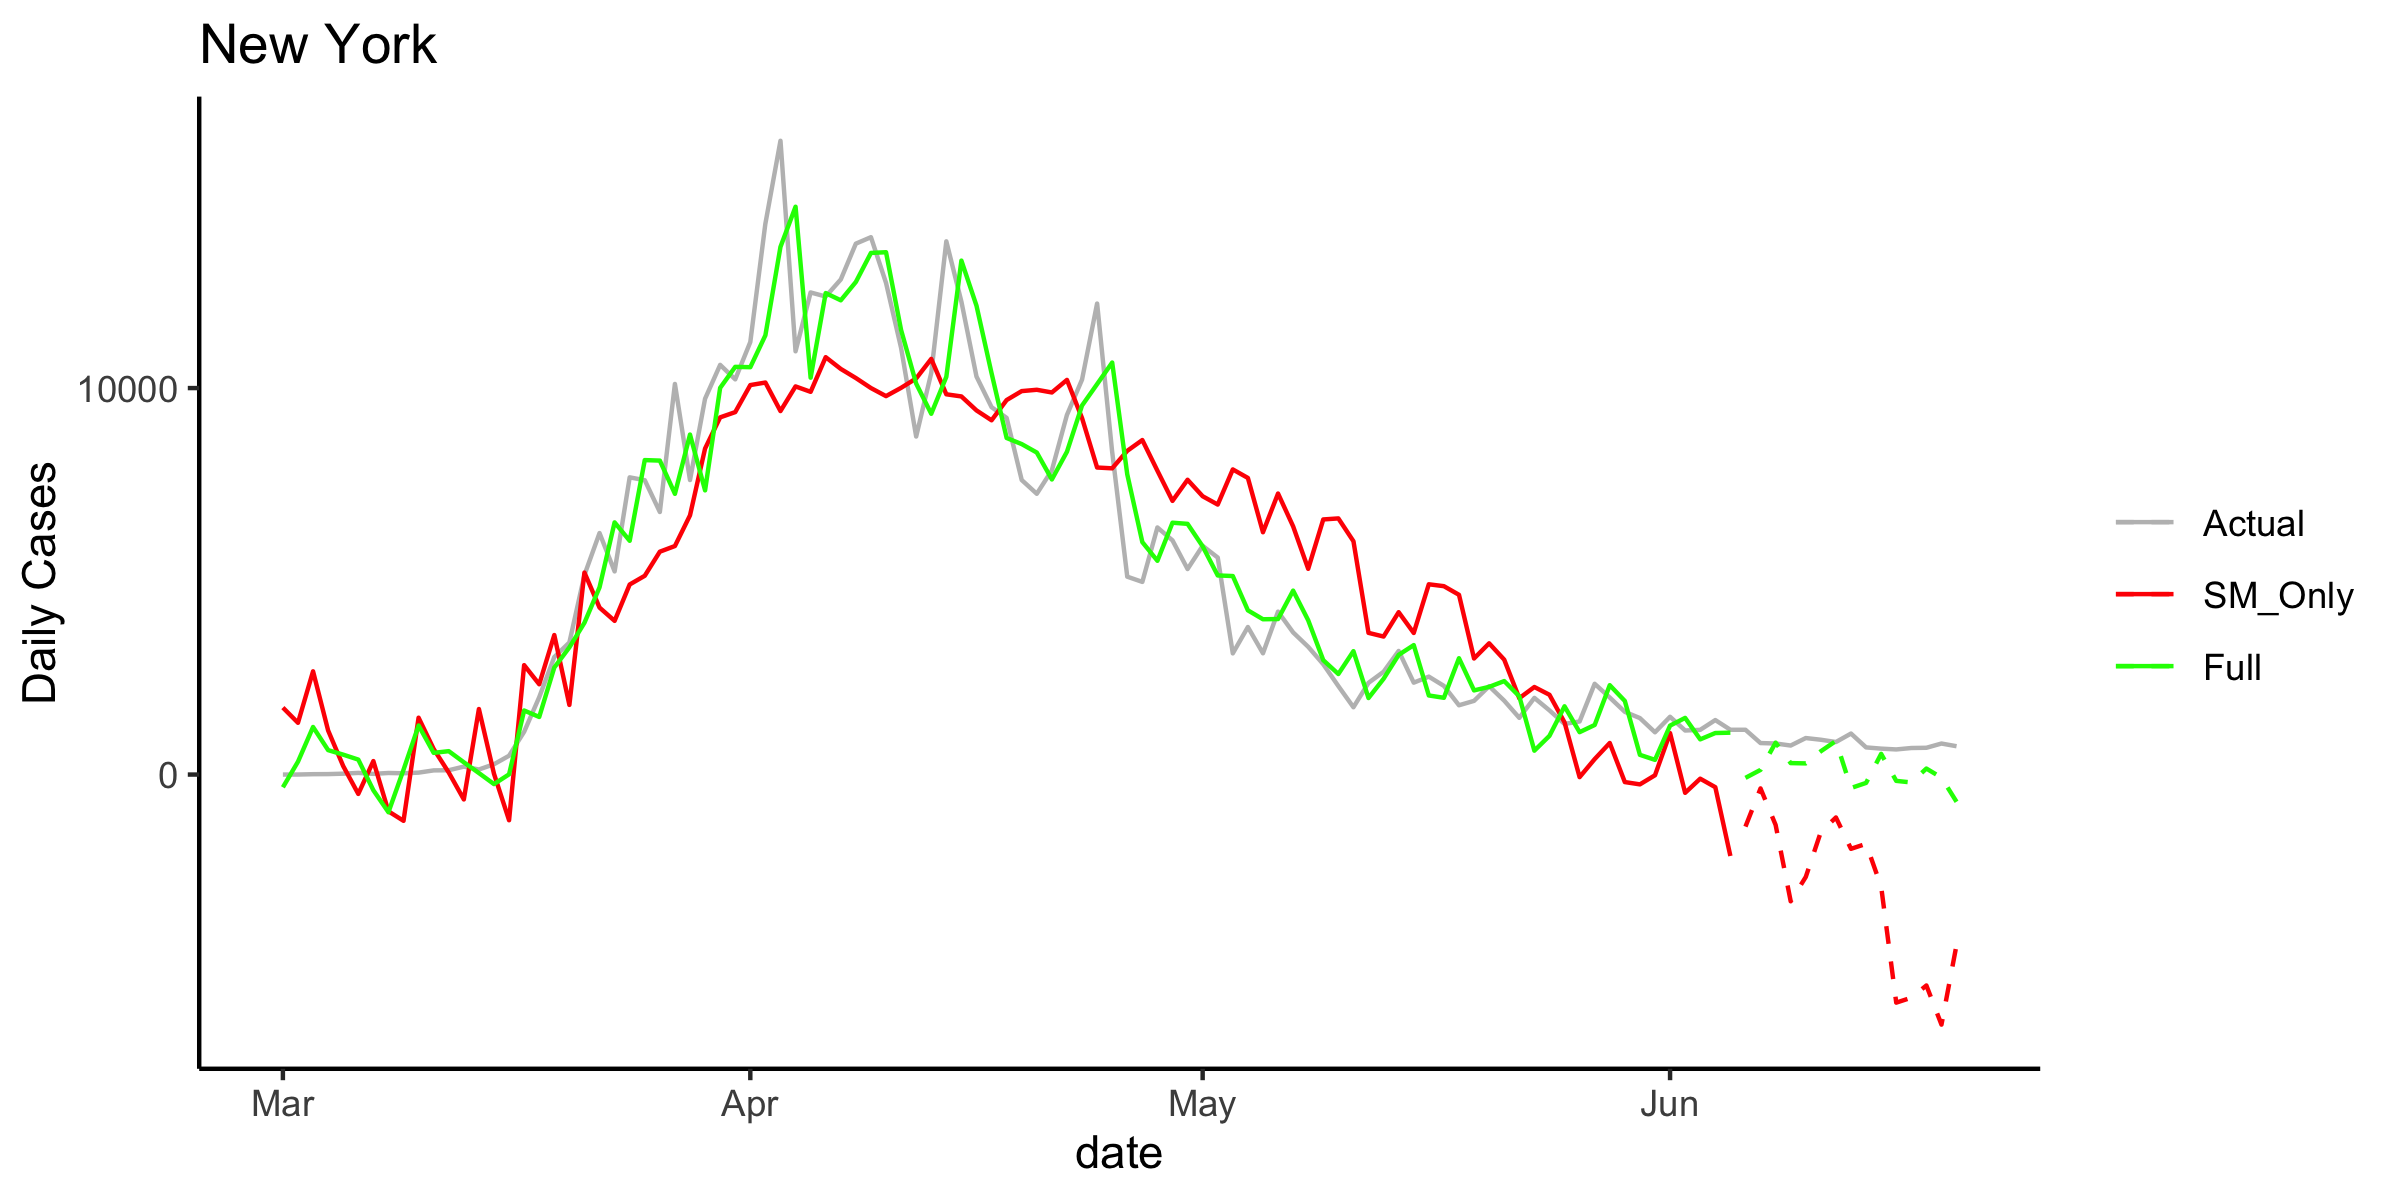 New York
Daily Cases
10000
0
Mar
Apr
May
Jun
date
Actual
SM_Only
Full